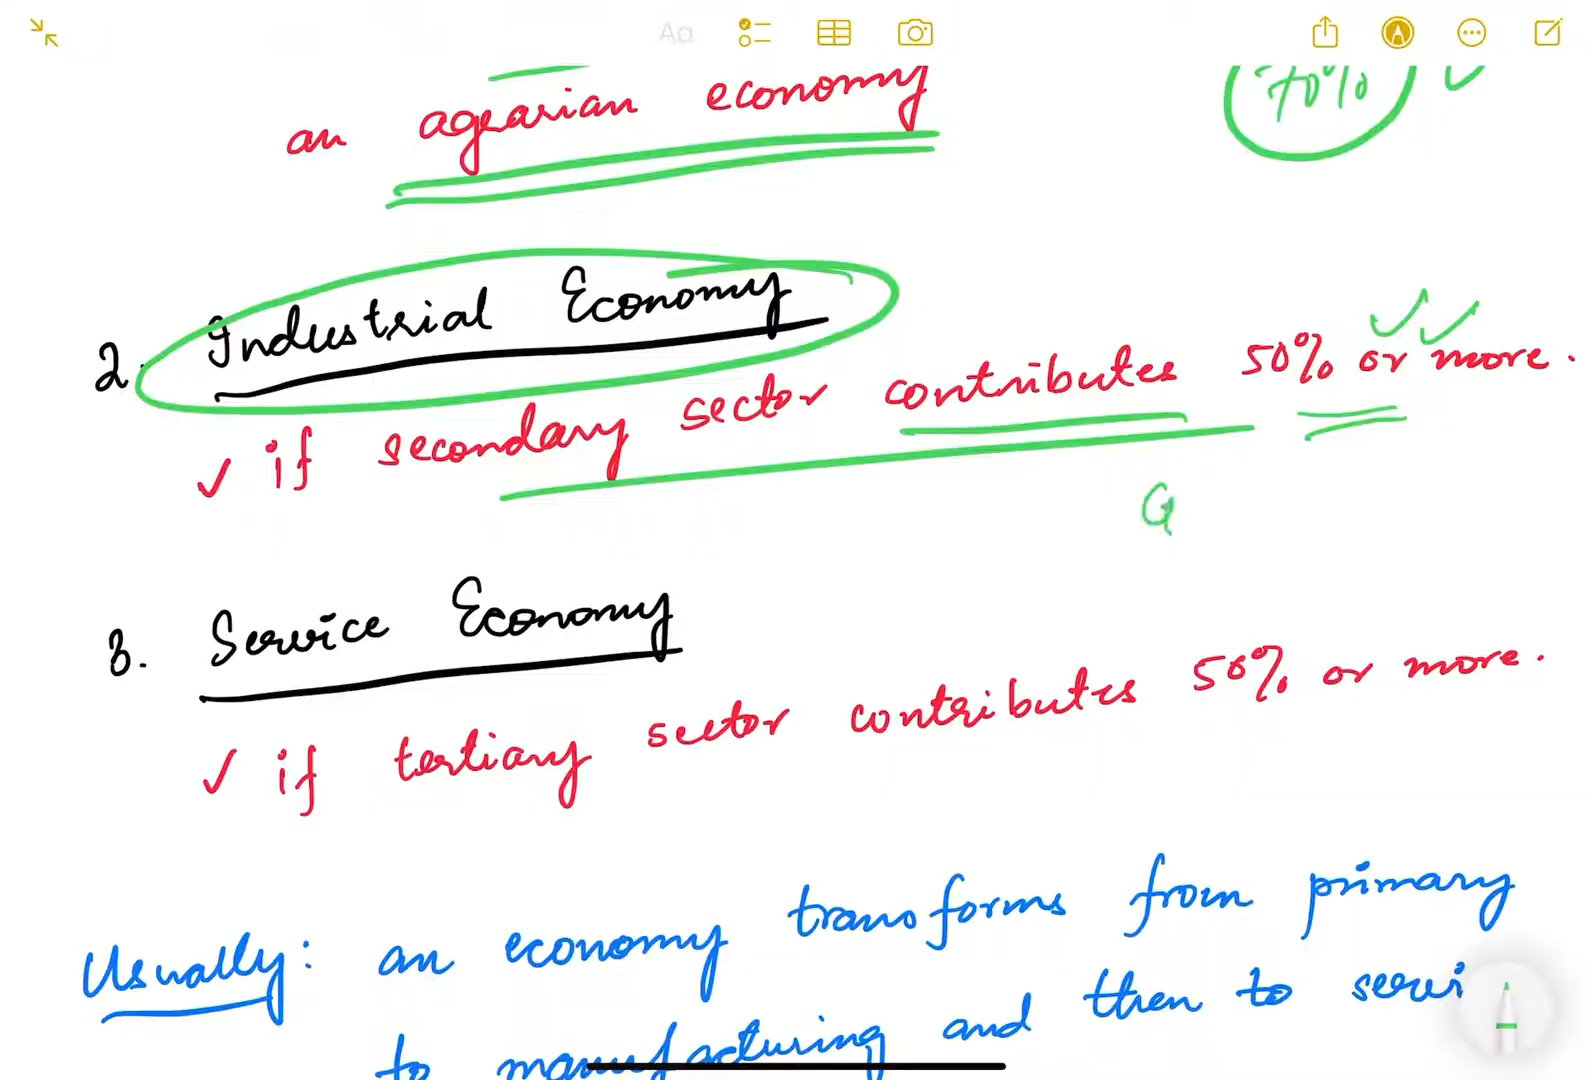 Aa
an agrarian economy
70%
2. Industrial Economy
✓ if secondary sector contributes 50% or more.
G
3. Service Economy
✓ if tertiary sector contributes 50% or more.
Usually: an economy transforms from primary
to manufacturing and then to servi